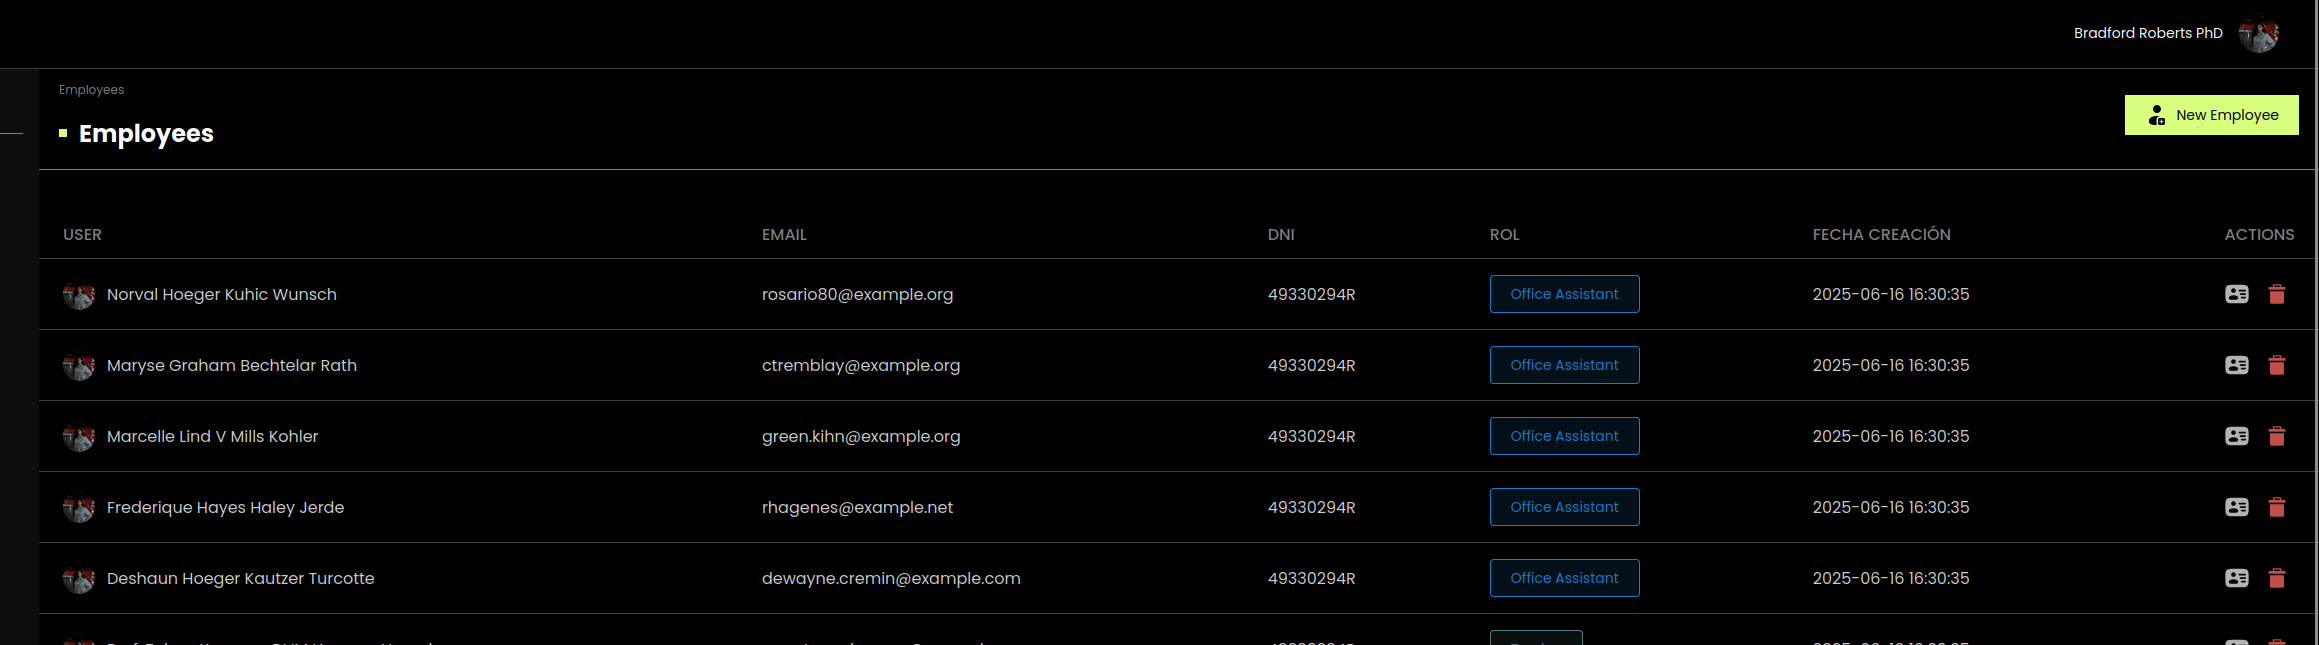 Bradford Roberts PhD
Employees
Employees
New Employee
USER EMAIL DNI ROL FECHA CREACIÓN ACTIONS
Norval Hoeger Kuhic Wunsch rosario80@example.org 49330294R Office Assistant 2025-06-16 16:30:35
Maryse Graham Bechtelar Rath ctremblay@example.org 49330294R Office Assistant 2025-06-16 16:30:35
Marcelle Lind V Mills Kohler green.kihn@example.org 49330294R Office Assistant 2025-06-16 16:30:35
Frederique Hayes Haley Jerde rhagenes@example.net 49330294R Office Assistant 2025-06-16 16:30:35
Deshaun Hoeger Kautzer Turcotte dewayne.cremin@example.com 49330294R Office Assistant 2025-06-16 16:30:35